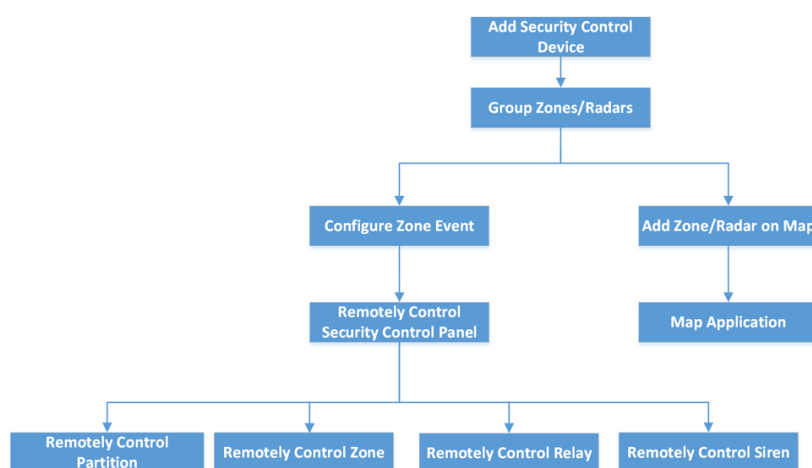 Add Security Control
Device
Group Zones/Radars
Configure Zone Event
Add Zone/Radar on Map
Remotely Control
Security Control Panel
Map Application
Remotely Control
Partition
Remotely Control Zone
Remotely Control Relay
Remotely Control Siren